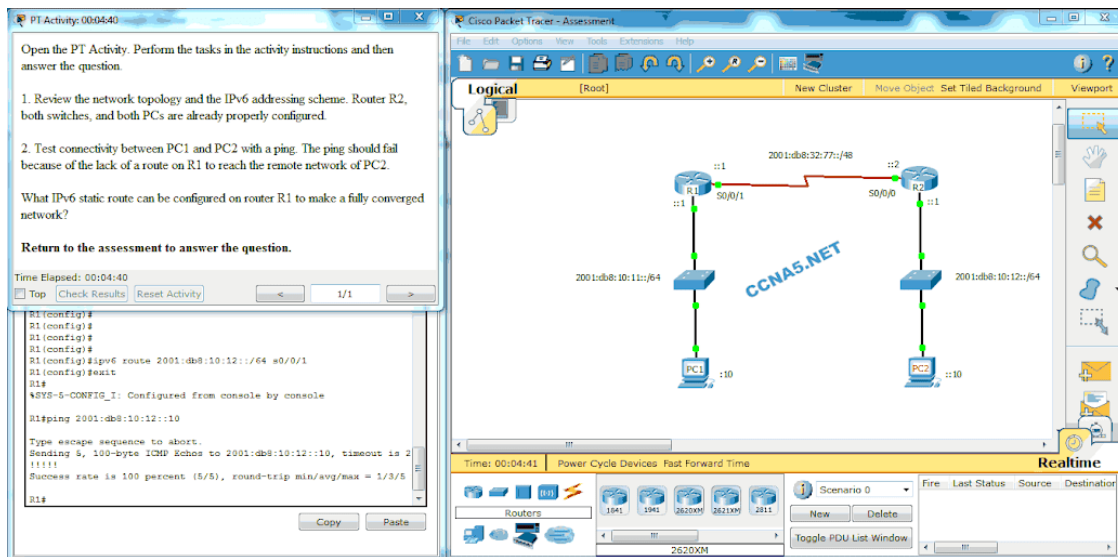 PT Activity: 00:04:40
Open the PT Activity. Perform the tasks in the activity instructions and then
answer the question.
1. Review the network topology and the IPv6 addressing scheme. Router R2,
both switches, and both PCs are already properly configured.
2. Test connectivity between PC1 and PC2 with a ping. The ping should fail
because of the lack of a route on R1 to reach the remote network of PC2.
What IPv6 static route can be configured on router R1 to make a fully converged
network?
Return to the assessment to answer the question.
Time Elapsed: 00:04:40
Top Check Results Reset Activity < 1/1 >
R1(config)#
R1(config)#
R1(config)#
R1(config)#ipv6 route 2001:db8:10:12::/64 s0/0/1
R1(config)#exit
R1#
%SYS-5-CONFIG_I: Configured from console by console
R1#ping 2001:db8:10:12::10
Type escape sequence to abort.
Sending 5, 100-byte ICMP Echos to 2001:db8:10:12::10, timeout is 2
!!!!!
Success rate is 100 percent (5/5), round-trip min/avg/max = 1/3/5
R1#
Copy Paste
Cisco Packet Tracer - Assessment
File Edit Options View Tools Extensions Help
Logical [Root] New Cluster Move Object Set Tiled Background Viewport
2001:db8:32:77::/48
::1 ::2
R1 S0/0/1 S0/0/0 R2
::1 ::1
CCNA5.NET
2001:db8:10:11::/64 2001:db8:10:12::/64
PC1 :10 PC2 ::10
Time: 00:04:41 Power Cycle Devices Fast Forward Time Realtime
Routers
1841 1941 2620XM 2621XM 2811
2620XM
Scenario 0
New Delete
Toggle PDU List Window
Fire Last Status Source Destination